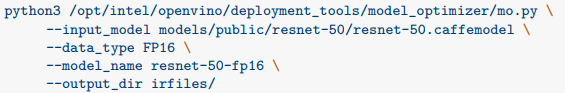 python3 /opt/intel/openvino/deployment_tools/model_optimizer/mo.py \
--input_model models/public/resnet-50/resnet-50.caffemodel \
--data_type FP16 \
--model_name resnet-50-fp16 \
--output_dir irfiles/